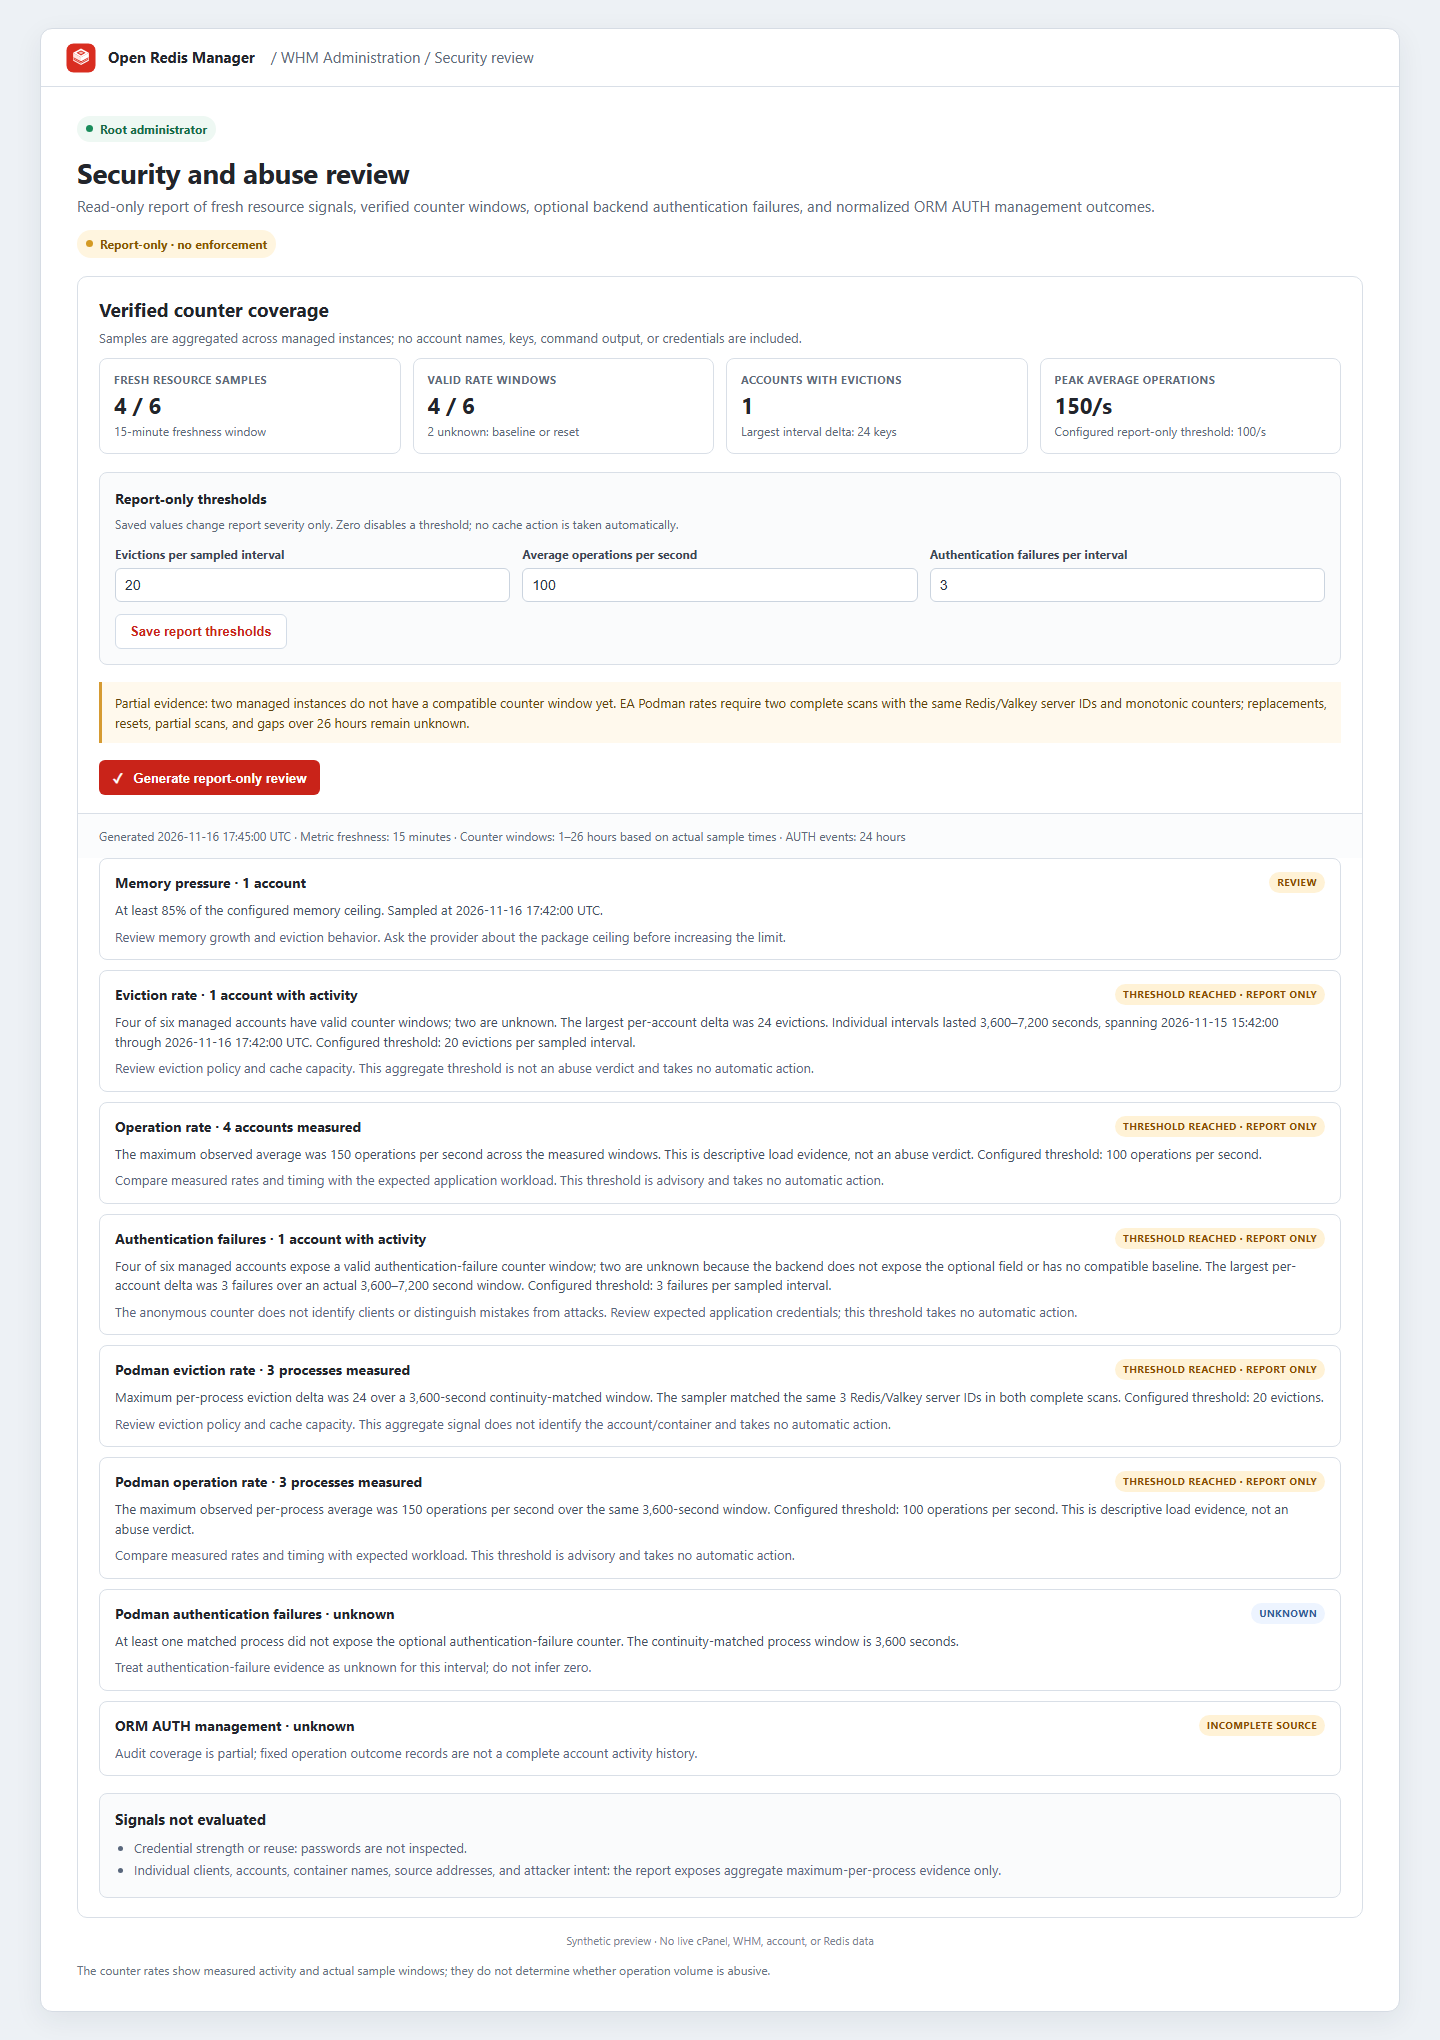 Open Redis Manager / WHM Administration / Security review
Root administrator
Security and abuse review
Read-only report of fresh resource signals, verified counter windows, optional backend authentication failures, and normalized ORM AUTH management outcomes.
Report-only · no enforcement
Verified counter coverage
Samples are aggregated across managed instances; no account names, keys, command output, or credentials are included.
FRESH RESOURCE SAMPLES
4 / 6
15-minute freshness window
VALID RATE WINDOWS
4 / 6
2 unknown: baseline or reset
ACCOUNTS WITH EVICTIONS
1
Largest interval delta: 24 keys
PEAK AVERAGE OPERATIONS
150/s
Configured report-only threshold: 100/s
Report-only thresholds
Saved values change report severity only. Zero disables a threshold; no cache action is taken automatically.
Evictions per sampled interval
20
Average operations per second
100
Authentication failures per interval
3
Save report thresholds
Partial evidence: two managed instances do not have a compatible counter window yet. EA Podman rates require two complete scans with the same Redis/Valkey server IDs and monotonic counters; replacements,
resets, partial scans, and gaps over 26 hours remain unknown.
✓ Generate report-only review
Generated 2026-11-16 17:45:00 UTC · Metric freshness: 15 minutes · Counter windows: 1–26 hours based on actual sample times · AUTH events: 24 hours
Memory pressure · 1 account
REVIEW
At least 85% of the configured memory ceiling. Sampled at 2026-11-16 17:42:00 UTC.
Review memory growth and eviction behavior. Ask the provider about the package ceiling before increasing the limit.
Eviction rate · 1 account with activity
THRESHOLD REACHED · REPORT ONLY
Four of six managed accounts have valid counter windows; two are unknown. The largest per-account delta was 24 evictions. Individual intervals lasted 3,600–7,200 seconds, spanning 2026-11-15 15:42:00
through 2026-11-16 17:42:00 UTC. Configured threshold: 20 evictions per sampled interval.
Review eviction policy and cache capacity. This aggregate threshold is not an abuse verdict and takes no automatic action.
Operation rate · 4 accounts measured
THRESHOLD REACHED · REPORT ONLY
The maximum observed average was 150 operations per second across the measured windows. This is descriptive load evidence, not an abuse verdict. Configured threshold: 100 operations per second.
Compare measured rates and timing with the expected application workload. This threshold is advisory and takes no automatic action.
Authentication failures · 1 account with activity
THRESHOLD REACHED · REPORT ONLY
Four of six managed accounts expose a valid authentication-failure counter window; two are unknown because the backend does not expose the optional field or has no compatible baseline. The largest per-
account delta was 3 failures over an actual 3,600–7,200 second window. Configured threshold: 3 failures per sampled interval.
The anonymous counter does not identify clients or distinguish mistakes from attacks. Review expected application credentials; this threshold takes no automatic action.
Podman eviction rate · 3 processes measured
THRESHOLD REACHED · REPORT ONLY
Maximum per-process eviction delta was 24 over a 3,600-second continuity-matched window. The sampler matched the same 3 Redis/Valkey server IDs in both complete scans. Configured threshold: 20 evictions.
Review eviction policy and cache capacity. This aggregate signal does not identify the account/container and takes no automatic action.
Podman operation rate · 3 processes measured
THRESHOLD REACHED · REPORT ONLY
The maximum observed per-process average was 150 operations per second over the same 3,600-second window. Configured threshold: 100 operations per second. This is descriptive load evidence, not an
abuse verdict.
Compare measured rates and timing with expected workload. This threshold is advisory and takes no automatic action.
Podman authentication failures · unknown
UNKNOWN
At least one matched process did not expose the optional authentication-failure counter. The continuity-matched process window is 3,600 seconds.
Treat authentication-failure evidence as unknown for this interval; do not infer zero.
ORM AUTH management · unknown
INCOMPLETE SOURCE
Audit coverage is partial; fixed operation outcome records are not a complete account activity history.
Signals not evaluated
• Credential strength or reuse: passwords are not inspected.
• Individual clients, accounts, container names, source addresses, and attacker intent: the report exposes aggregate maximum-per-process evidence only.
Synthetic preview · No live cPanel, WHM, account, or Redis data
The counter rates show measured activity and actual sample windows; they do not determine whether operation volume is abusive.